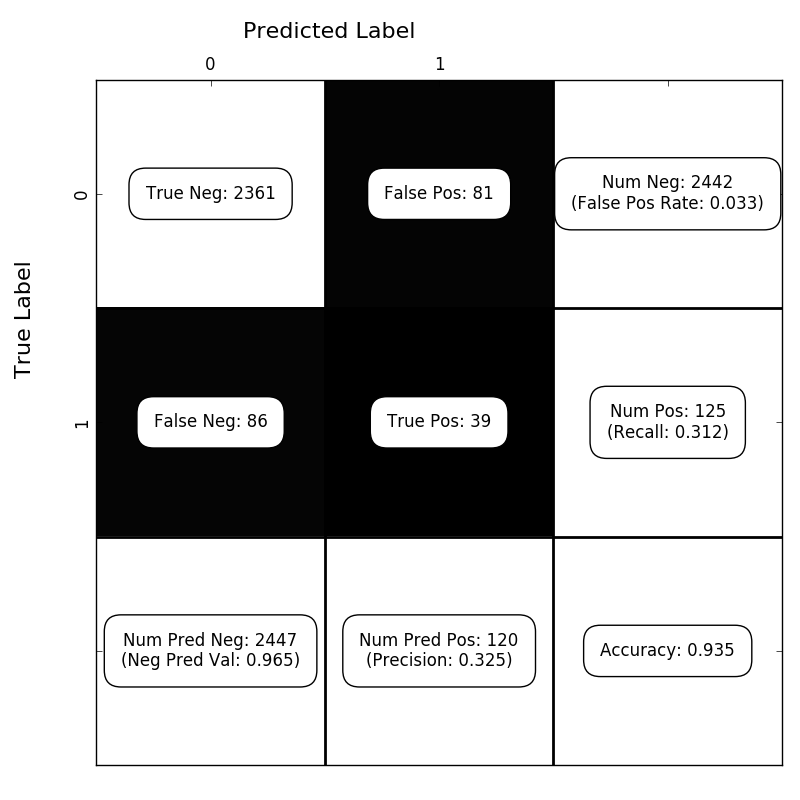 Predicted Label
0 1
True Label
0
True Neg: 2361
False Pos: 81
Num Neg: 2442
(False Pos Rate: 0.033)
1
False Neg: 86
True Pos: 39
Num Pos: 125
(Recall: 0.312)
Num Pred Neg: 2447
(Neg Pred Val: 0.965)
Num Pred Pos: 120
(Precision: 0.325)
Accuracy: 0.935